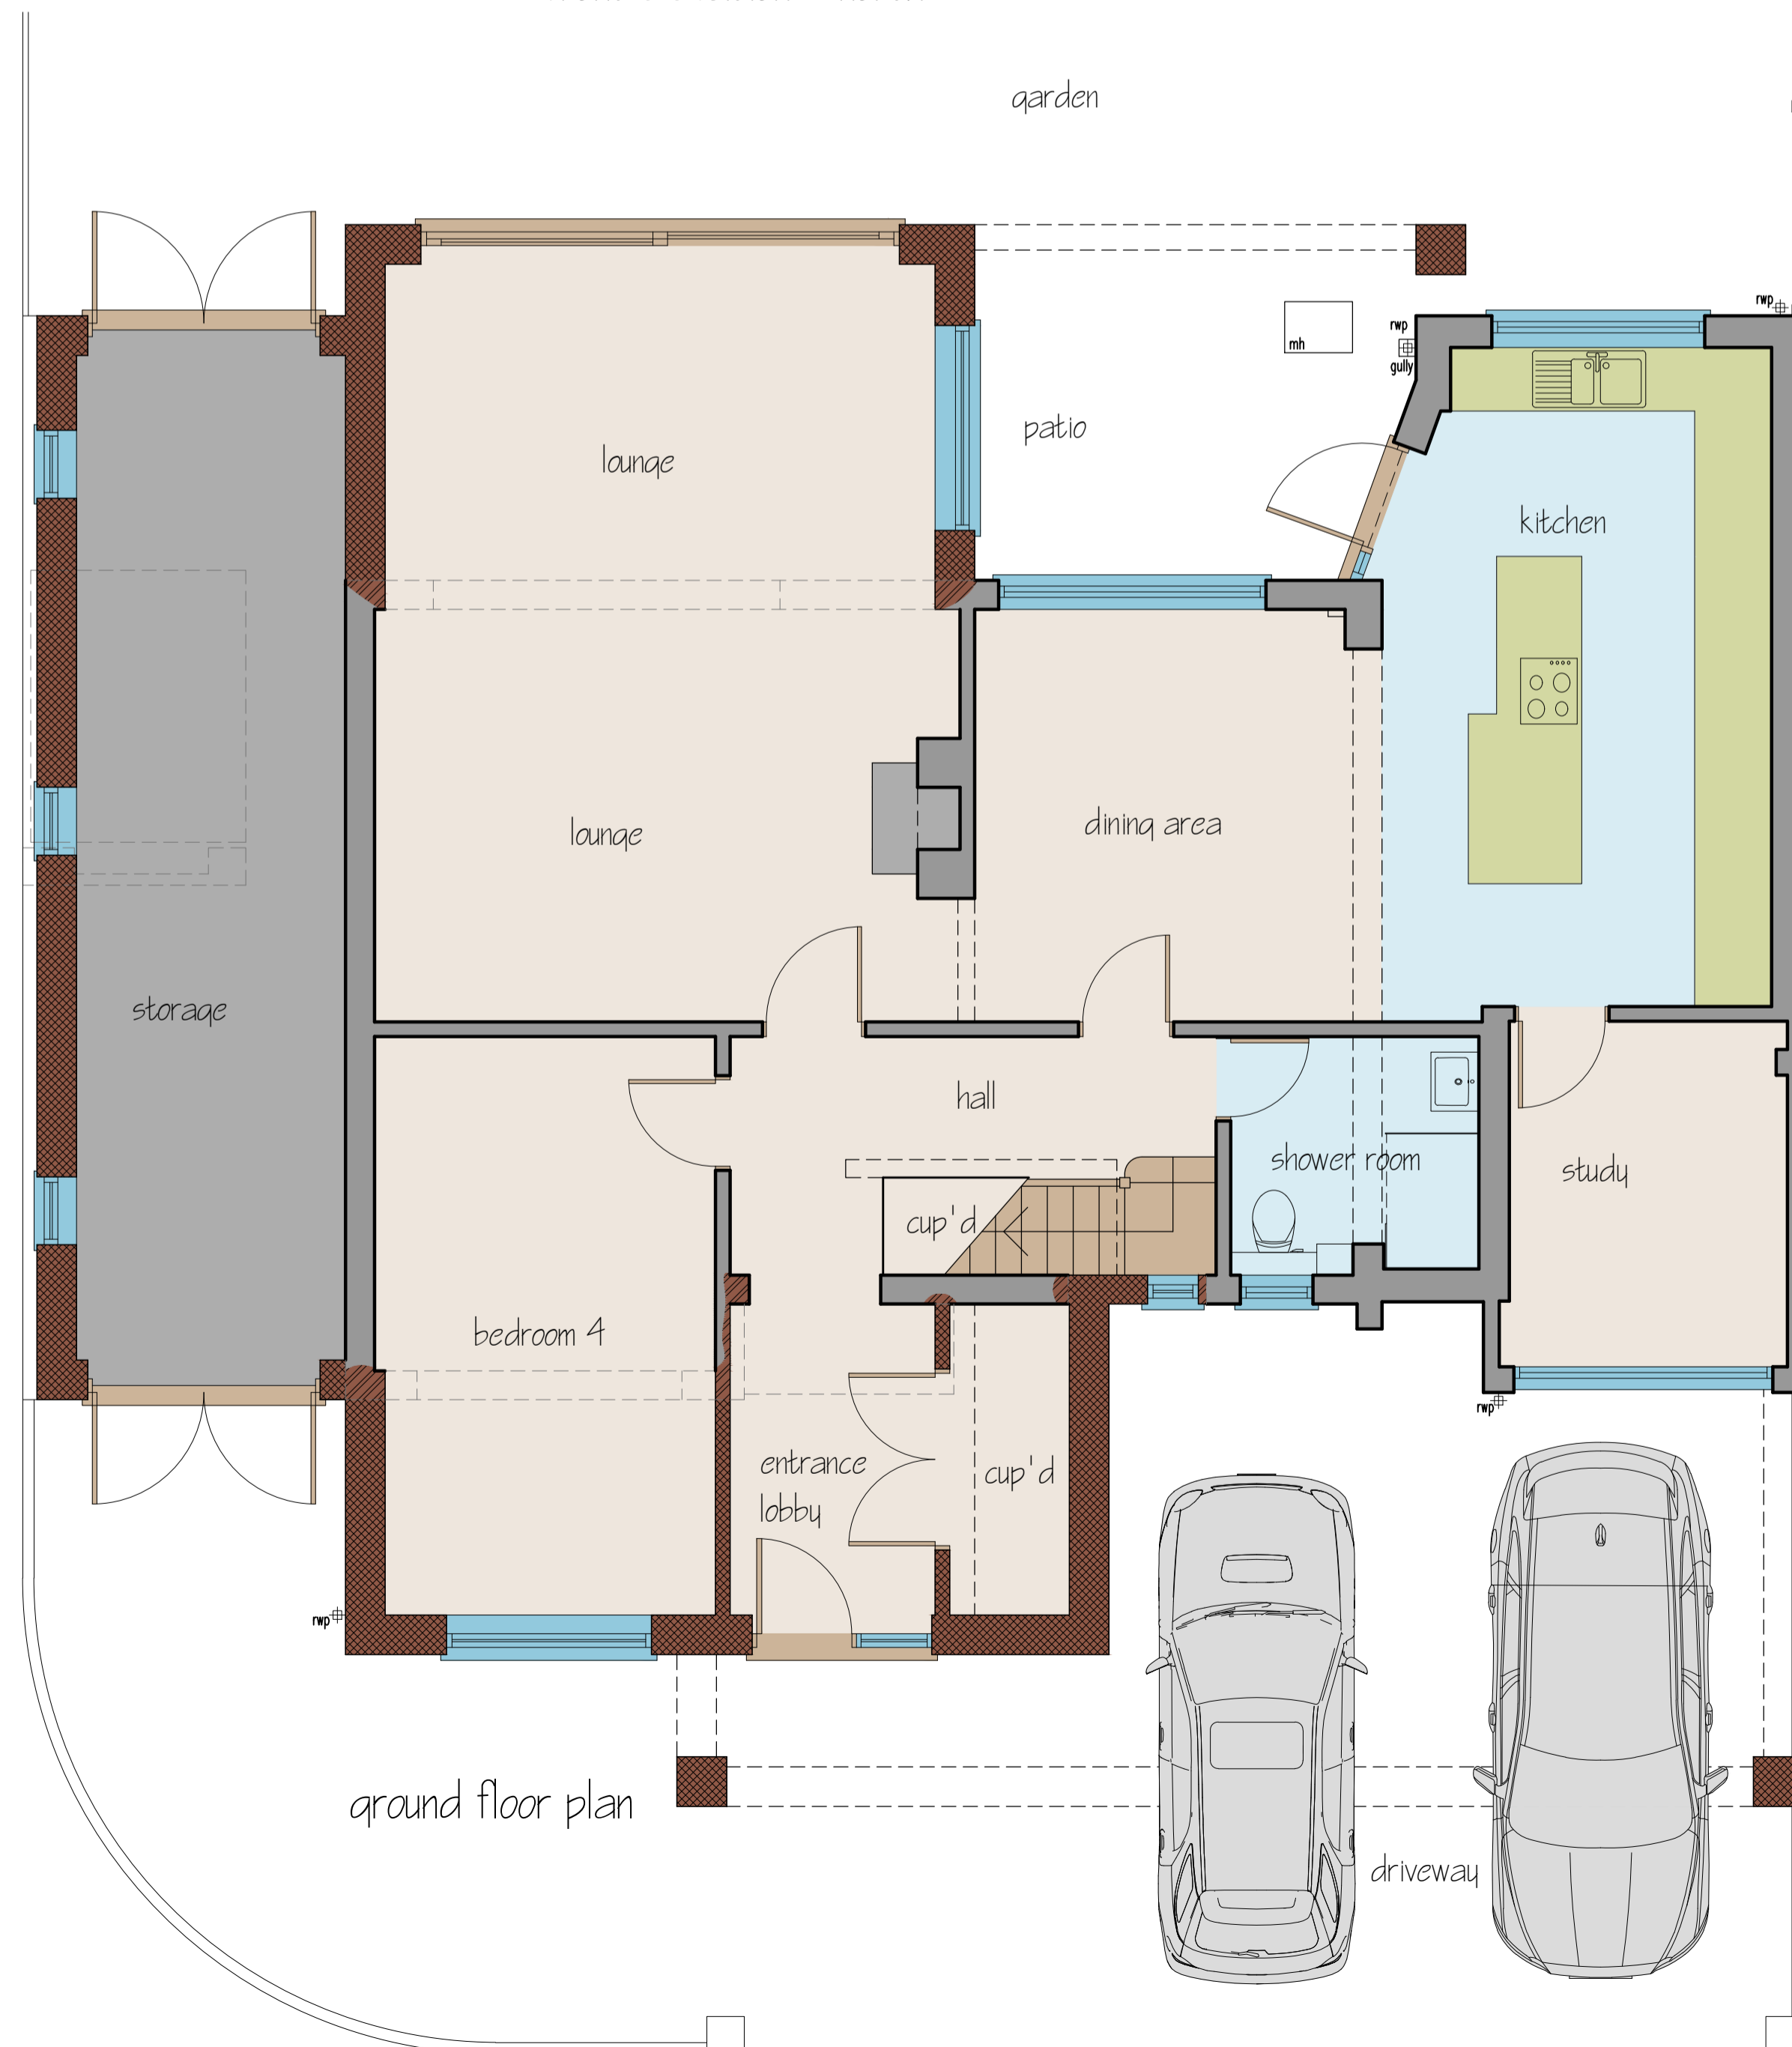 garden
rwp
rwp
mh
gully
patio
lounge
kitchen
lounge
dining area
storage
hall
shower room
study
cup'd
bedroom 4
rwp
entrance
lobby
cup'd
rwp
ground floor plan
driveway